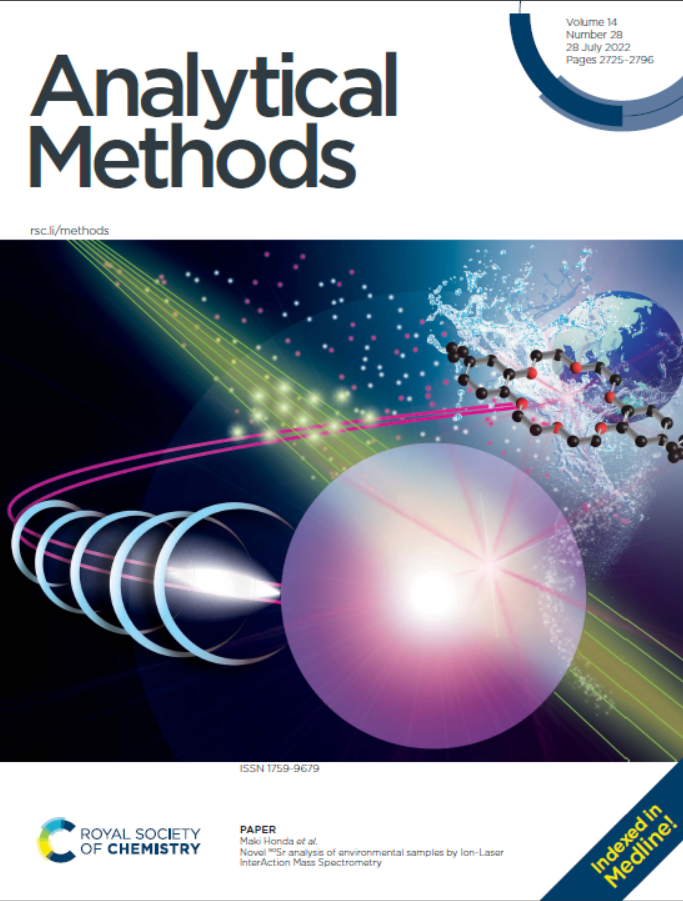 Volume 14
Number 28
28 July 2022
Pages 2725–2796
Analytical
Methods
rsc.li/methods
ISSN 1759-9679
ROYAL SOCIETY
OF CHEMISTRY
PAPER
Maki Honda et al.
Novel ⁹⁰Sr analysis of environmental samples by Ion-Laser
InterAction Mass Spectrometry
Indexed in
Medline!